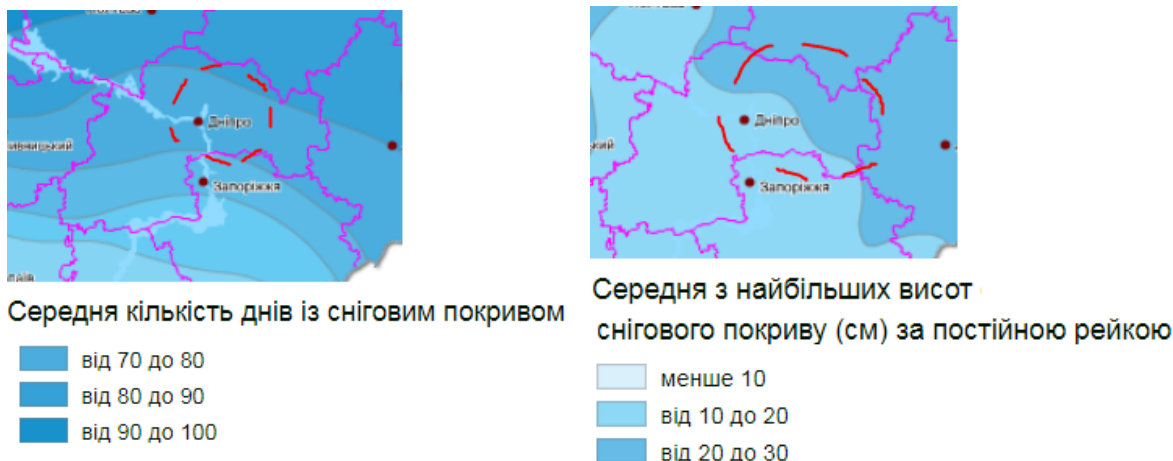 Дніпро
Запоріжжя
Середня кількість днів із сніговим покривом
від 70 до 80
від 80 до 90
від 90 до 100
Дніпро
Запоріжжя
Середня з найбільших висот
снігового покриву (см) за постійною рейкою
менше 10
від 10 до 20
від 20 до 30